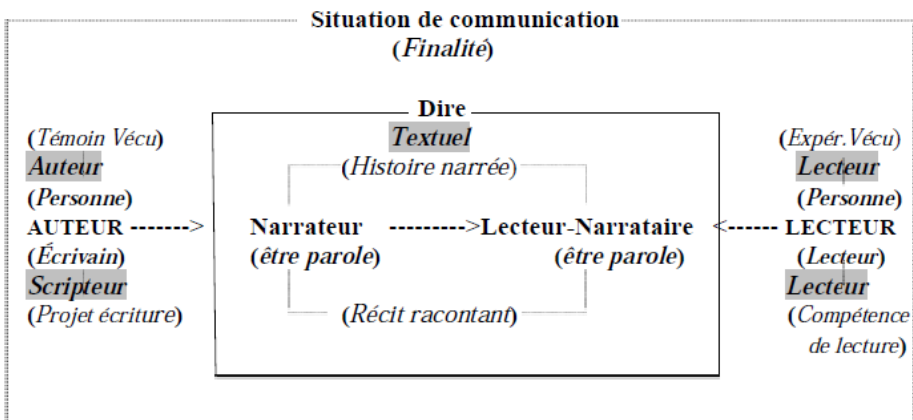 Situation de communication
(Finalité)
Dire
(Témoin Vécu) Textuel (Expér.Vécu)
Auteur (Histoire narrée) Lecteur
(Personne) (Personne)
AUTEUR -------> Narrateur --------->Lecteur-Narrataire <------ LECTEUR
(Écrivain) (être parole) (être parole) (Lecteur)
Scripteur Lecteur
(Projet écriture) (Récit racontant) (Compétence
de lecture)